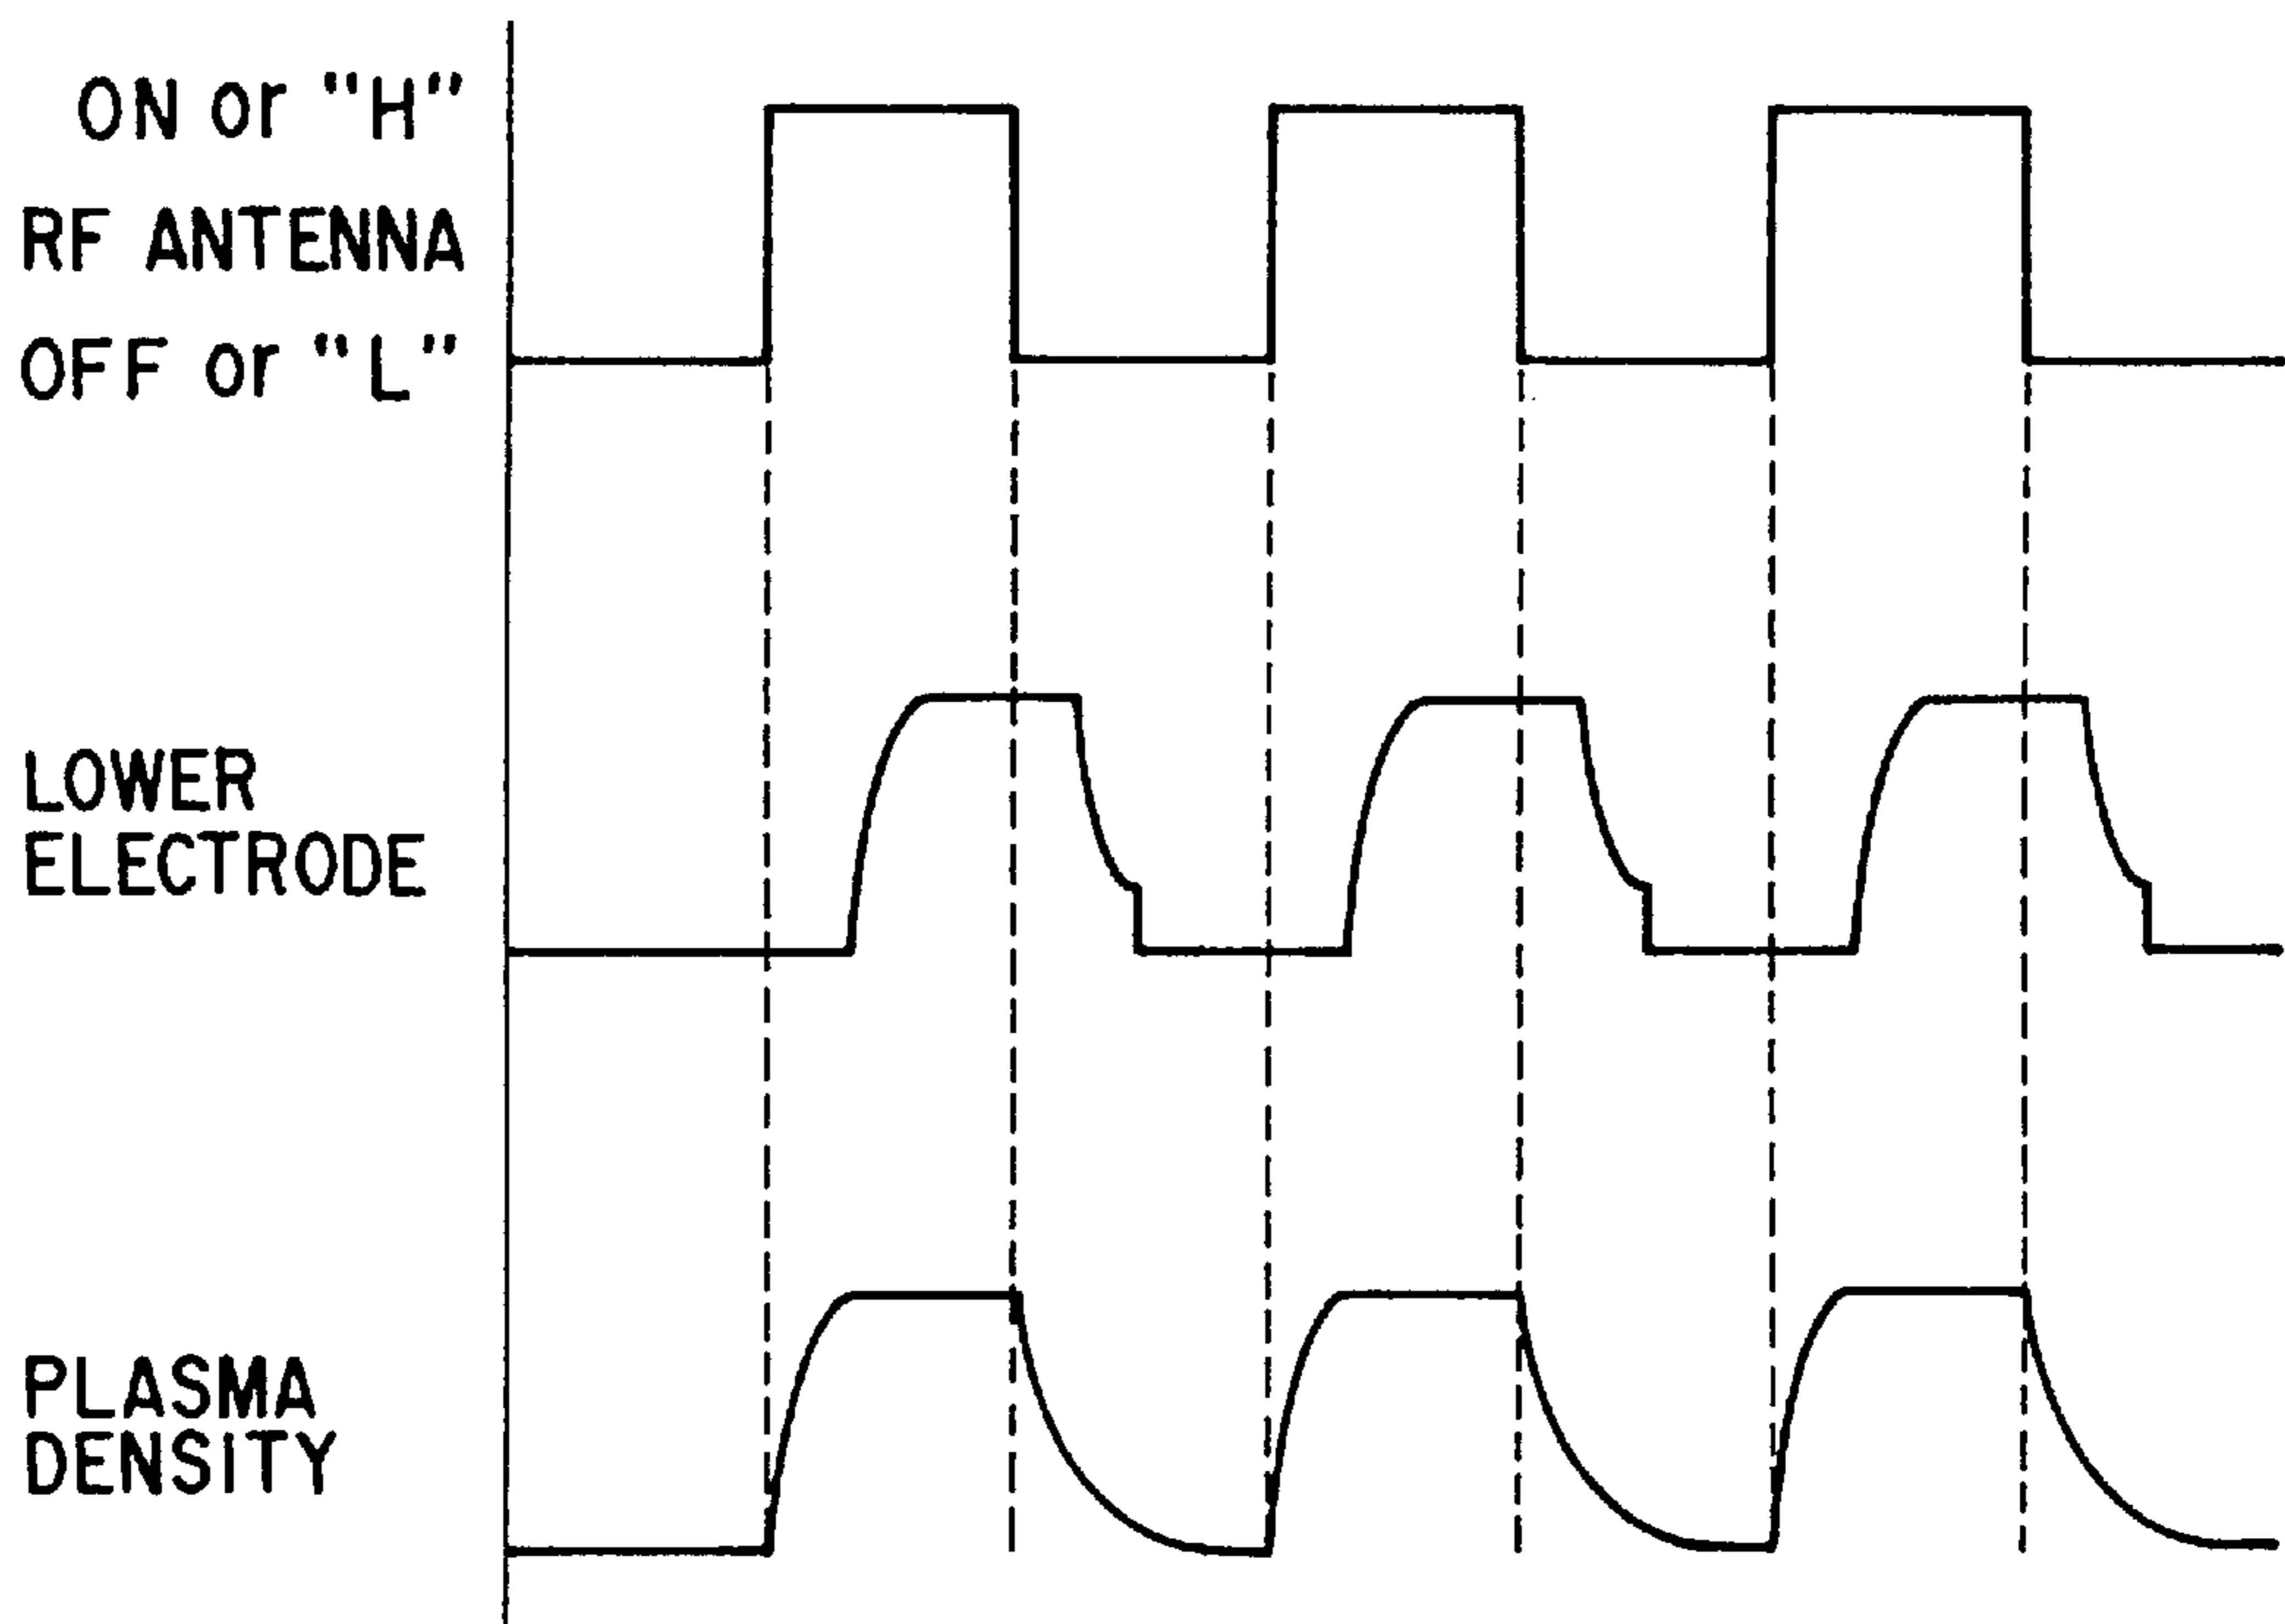 ON or "H"
RF ANTENNA
OFF or "L"
LOWER
ELECTRODE
PLASMA
DENSITY